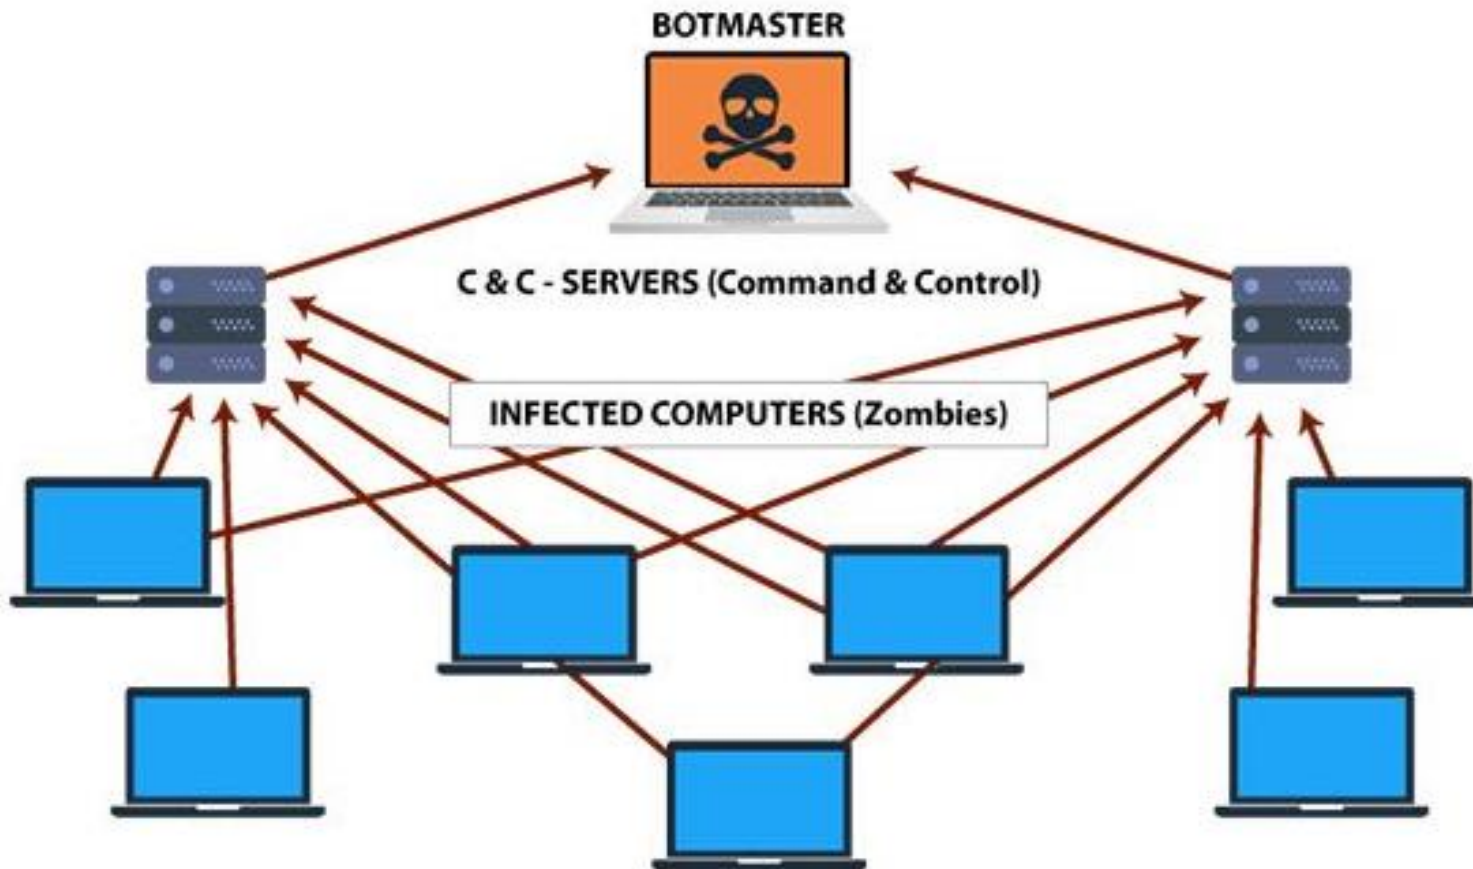 BOTMASTER
C & C - SERVERS (Command & Control)
INFECTED COMPUTERS (Zombies)